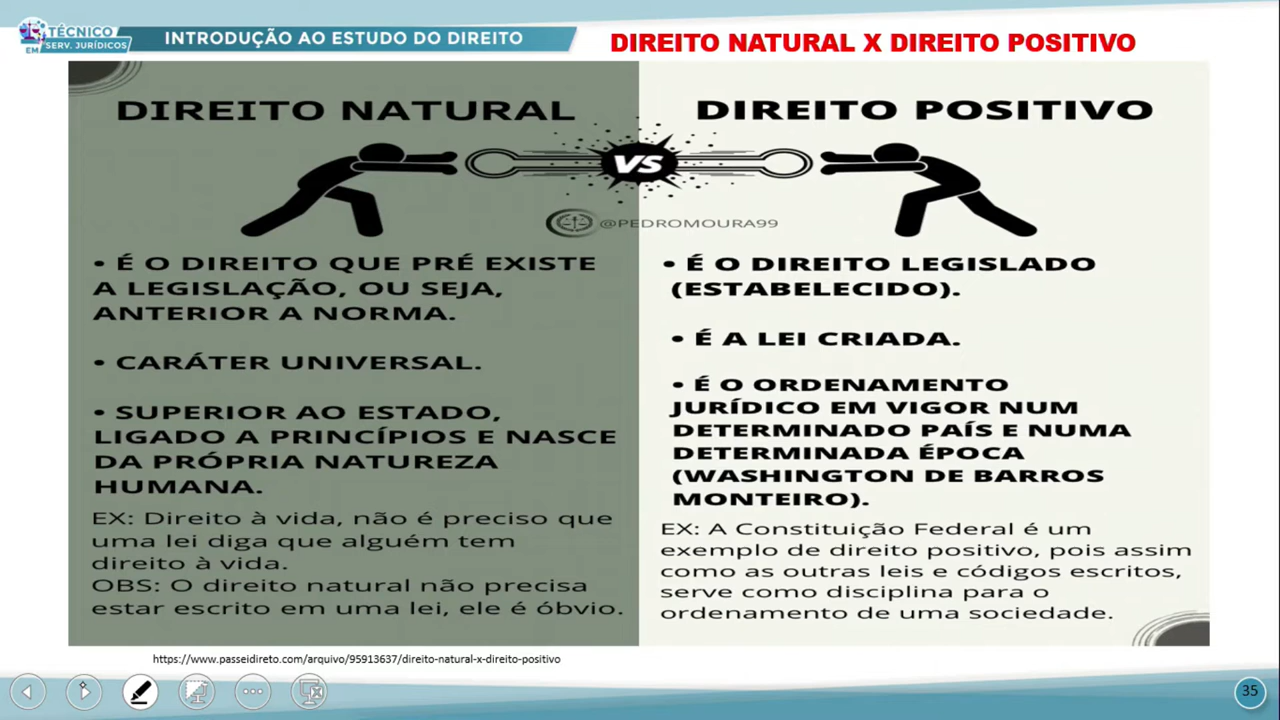 TÉCNICO
EM SERV. JURÍDICOS
INTRODUÇÃO AO ESTUDO DO DIREITO
DIREITO NATURAL X DIREITO POSITIVO
DIREITO NATURAL
VS
@PEDROMOURA99
• É O DIREITO QUE PRÉ EXISTE
A LEGISLAÇÃO, OU SEJA,
ANTERIOR A NORMA.
• CARÁTER UNIVERSAL.
• SUPERIOR AO ESTADO,
LIGADO A PRINCÍPIOS E NASCE
DA PRÓPRIA NATUREZA
HUMANA.
EX: Direito à vida, não é preciso que
uma lei diga que alguém tem
direito à vida.
OBS: O direito natural não precisa
estar escrito em uma lei, ele é óbvio.
DIREITO POSITIVO
• É O DIREITO LEGISLADO
(ESTABELECIDO).
• É A LEI CRIADA.
• É O ORDENAMENTO
JURÍDICO EM VIGOR NUM
DETERMINADO PAÍS E NUMA
DETERMINADA ÉPOCA
(WASHINGTON DE BARROS
MONTEIRO).
EX: A Constituição Federal é um
exemplo de direito positivo, pois assim
como as outras leis e códigos escritos,
serve como disciplina para o
ordenamento de uma sociedade.
https://www.passeidireto.com/arquivo/95913637/direito-natural-x-direito-positivo
35